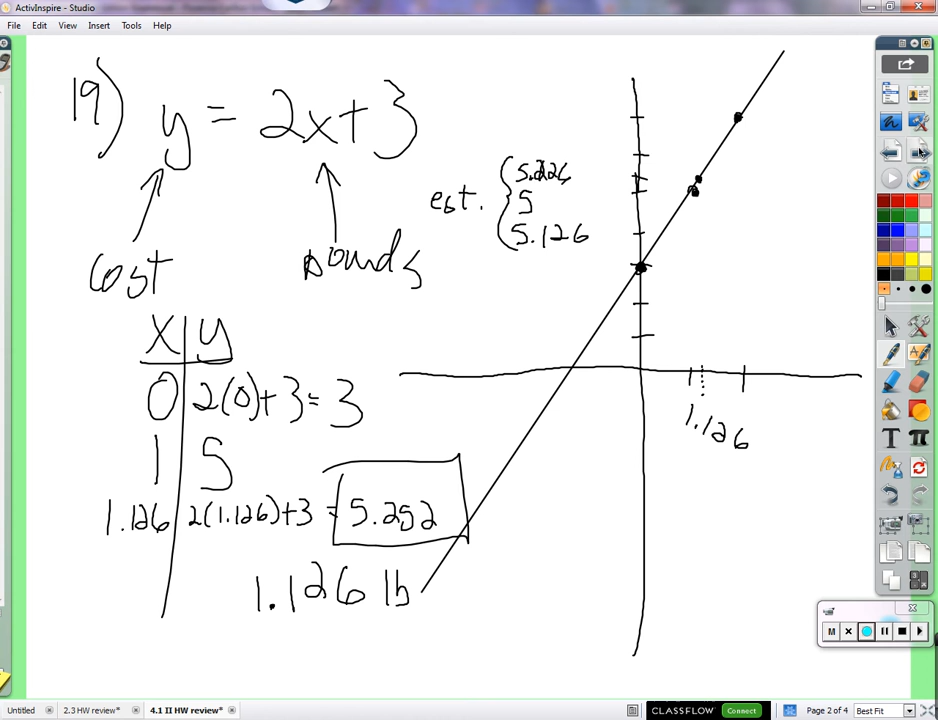 ActivInspire - Studio
File Edit View Insert Tools Help
19) y = 2x+3
cost
pounds
est. { 5.226
5
5.126
x | y
0 | 2(0)+3=3
1 | 5
1.126 | 2(1.126)+3 = 5.252
1.126 lb
1.126
T π
M
Untitled 2.3 HW review* 4.1 II HW review* CLASSFLOW Connect Page 2 of 4 Best Fit